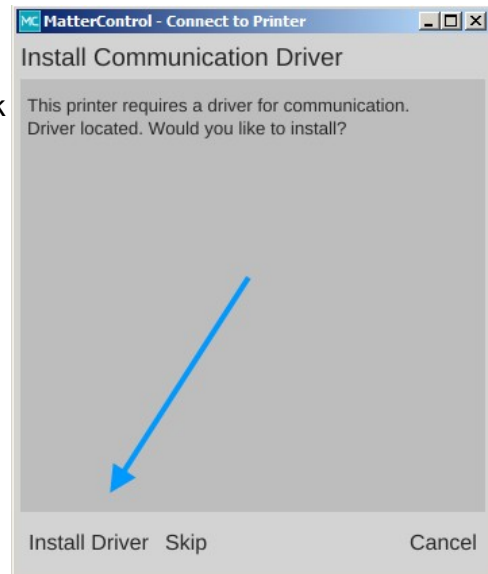 MC MatterControl - Connect to Printer
Install Communication Driver
k
This printer requires a driver for communication.
Driver located. Would you like to install?
Install Driver Skip Cancel